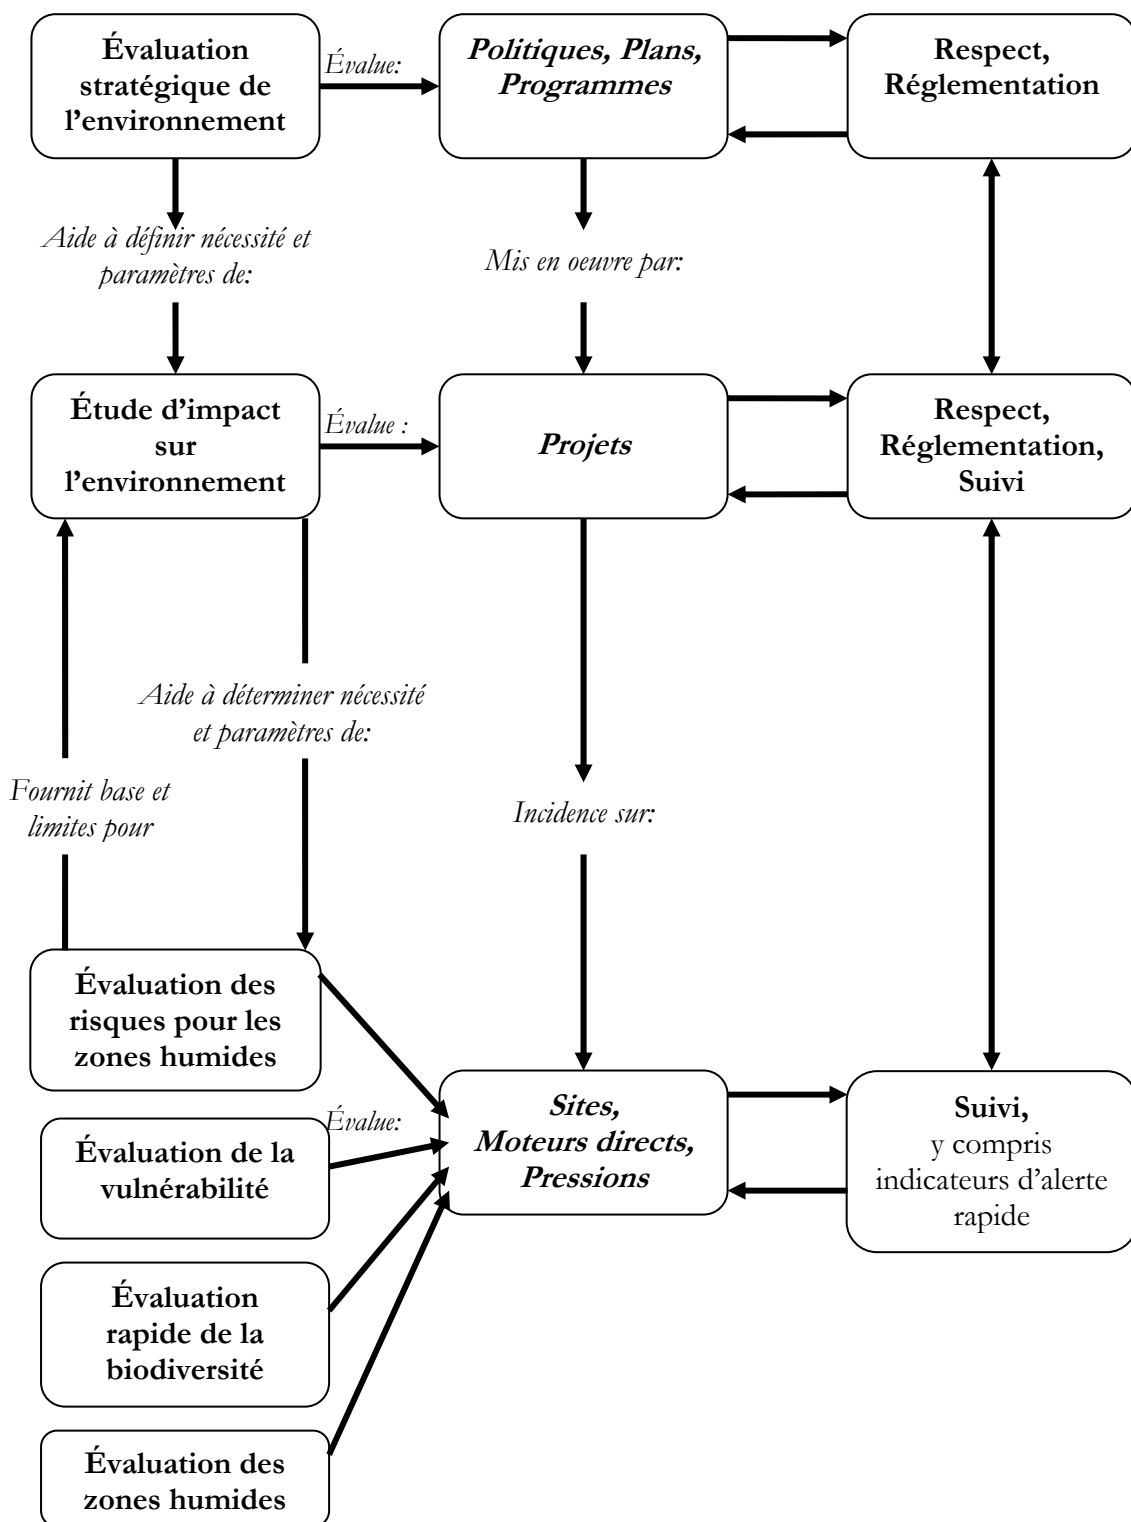 Évaluation
stratégique de
l'environnement
Évalue:
Politiques, Plans,
Programmes
Respect,
Réglementation
Aide à définir nécessité et
paramètres de:
Mis en oeuvre par:
Étude d'impact
sur
l'environnement
Évalue :
Projets
Respect,
Réglementation,
Suivi
Aide à déterminer nécessité
et paramètres de:
Fournit base et
limites pour
Incidence sur:
Évaluation des
risques pour les
zones humides
Évalue:
Sites,
Moteurs directs,
Pressions
Suivi,
y compris
indicateurs d'alerte
rapide
Évaluation de la
vulnérabilité
Évaluation
rapide de la
biodiversité
Évaluation des
zones humides